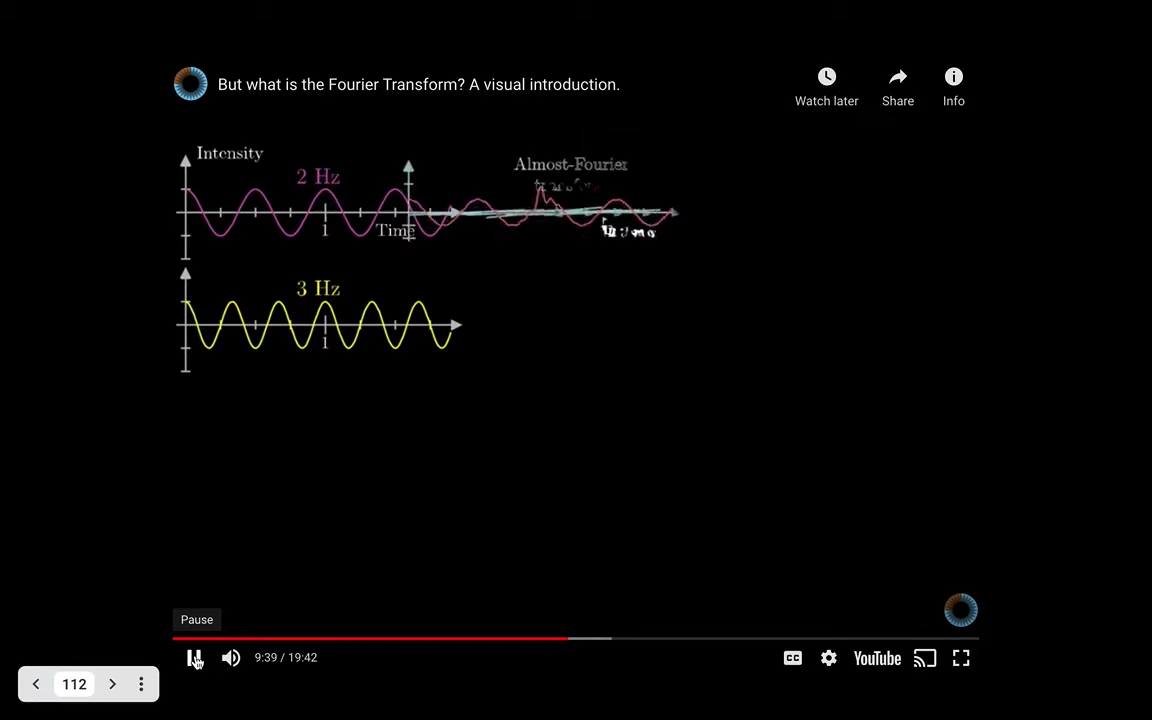 But what is the Fourier Transform? A visual introduction.
Watch later
Share
Info
Intensity
2 Hz
Almost-Fourier
1
Time
3 Hz
1
Pause
9:39 / 19:42
CC
YouTube
112